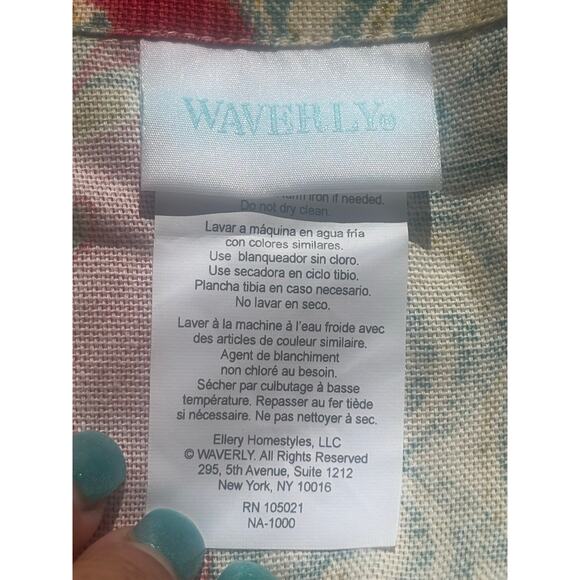 WAVERLY®
iron if needed.
Do not dry clean.
Lavar a máquina en agua fría
con colores similares.
Use blanqueador sin cloro.
Use secadora en ciclo tibio.
Plancha tibia en caso necesario.
No lavar en seco.
Laver à la machine à l'eau froide avec
des articles de couleur similaire.
Agent de blanchiment
non chloré au besoin.
Sécher par culbutage à basse
température. Repasser au fer tiède
si nécessaire. Ne pas nettoyer à sec.
Ellery Homestyles, LLC
© WAVERLY. All Rights Reserved
295, 5th Avenue, Suite 1212
New York, NY 10016
RN 105021
NA-1000